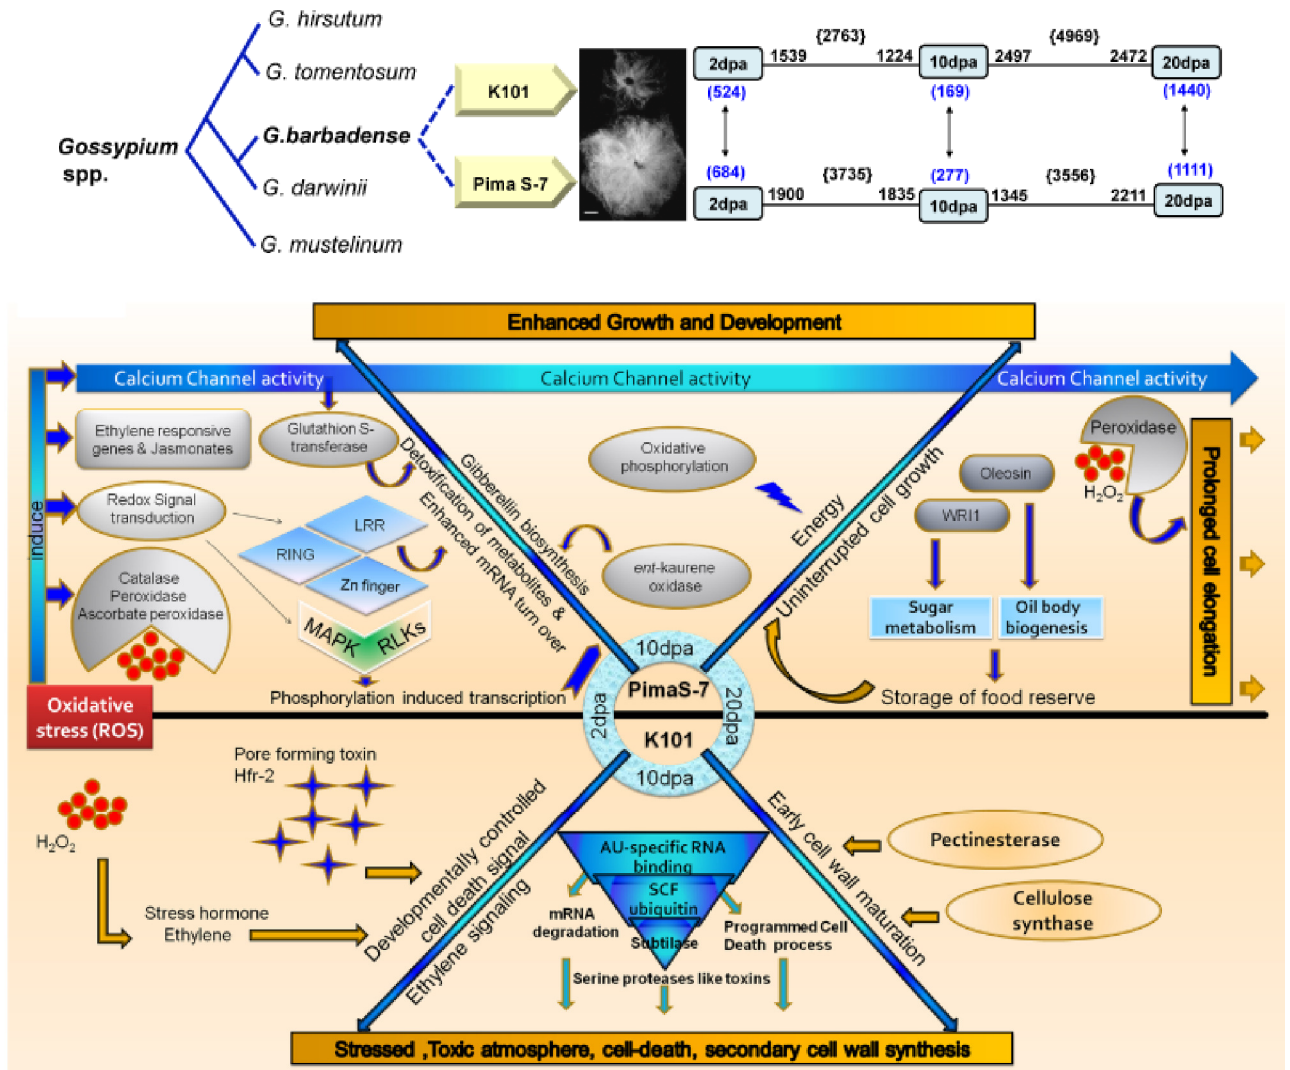 G. hirsutum
G. tomentosum
G.barbadense
G. darwinii
G. mustelinum
Gossypium
spp.
K101
Pima S-7
2dpa
1539
{2763}
1224
10dpa
2497
{4969}
2472
20dpa
(524)
(169)
(1440)
(684)
(277)
(1111)
2dpa
1900
{3735}
1835
10dpa
1345
{3556}
2211
20dpa
Enhanced Growth and Development
Calcium Channel activity
Calcium Channel activity
Calcium Channel activity
induce
Ethylene responsive
genes & Jasmonates
Glutathion S-
transferase
Redox Signal
transduction
LRR
RING
Zn finger
Catalase
Peroxidase
Ascorbate peroxidase
MAPK
RLKs
Phosphorylation induced transcription
Gibberellin biosynthesis
Detoxification of metabolites &
Enhanced mRNA turn over
Oxidative
phosphorylation
ent-kaurene
oxidase
Energy
Uninterrupted cell growth
Oleosin
WRI1
Sugar
metabolism
Oil body
biogenesis
Storage of food reserve
Peroxidase
H2O2
Prolonged cell elongation
Oxidative
stress (ROS)
10dpa
PimaS-7
2dpa
20dpa
K101
10dpa
Pore forming toxin
Hfr-2
H2O2
Stress hormone
Ethylene
Developmentally controlled
cell death signal
Ethylene signaling
AU-specific RNA
binding
SCF
ubiquitin
Subtilase
mRNA
degradation
Programmed Cell
Death process
Serine proteases like toxins
Early cell wall maturation
Pectinesterase
Cellulose
synthase
Stressed ,Toxic atmosphere, cell-death, secondary cell wall synthesis